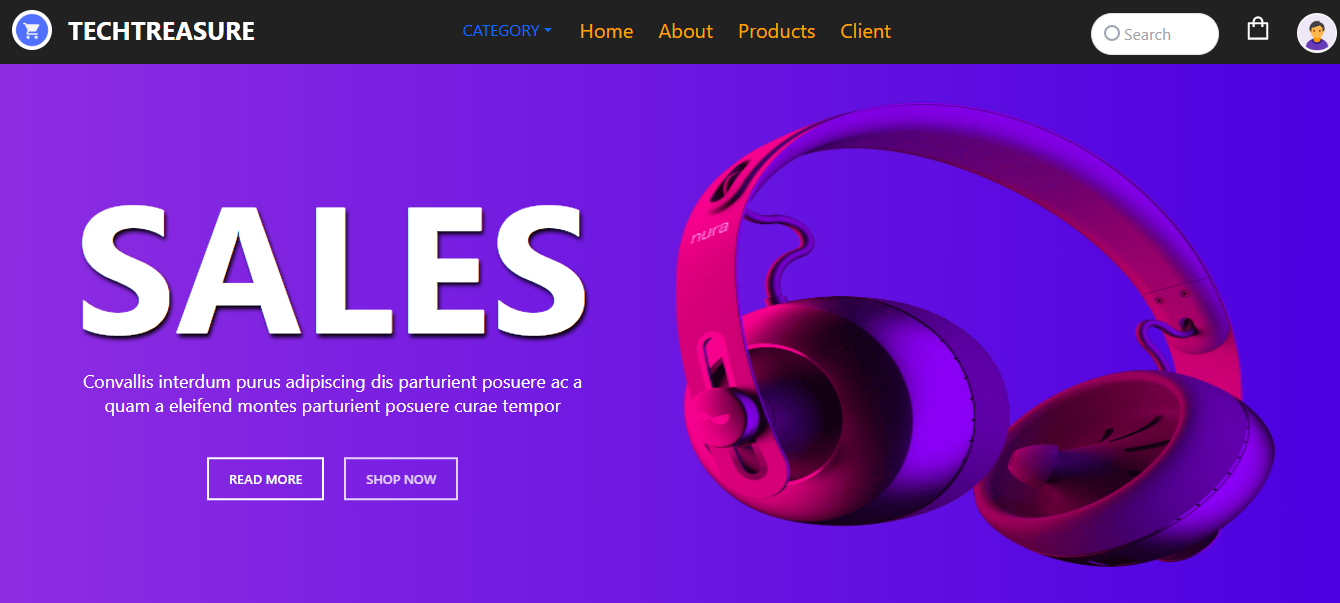 TECHTREASURE
CATEGORY
Home
About
Products
Client
Search
nura
SALES
Convallis interdum purus adipiscing dis parturient posuere ac a
quam a eleifend montes parturient posuere curae tempor
READ MORE
SHOP NOW